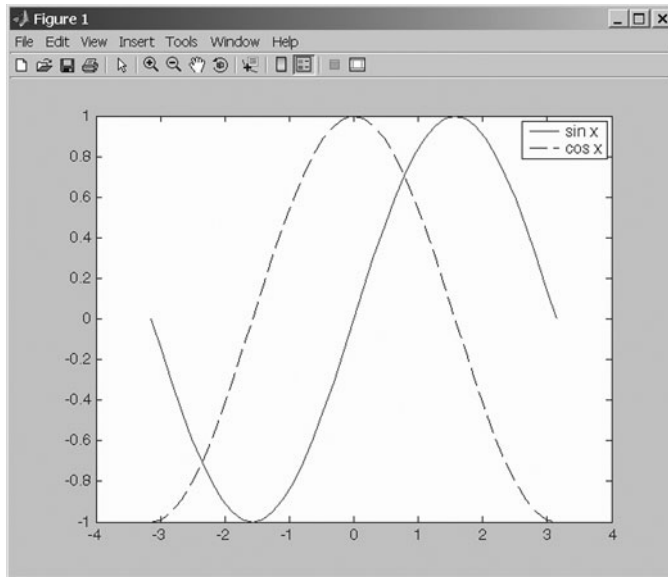 Figure 1
File Edit View Insert Tools Window Help
sin x
cos x
1
0.8
0.6
0.4
0.2
0
-0.2
-0.4
-0.6
-0.8
-1
-4 -3 -2 -1 0 1 2 3 4